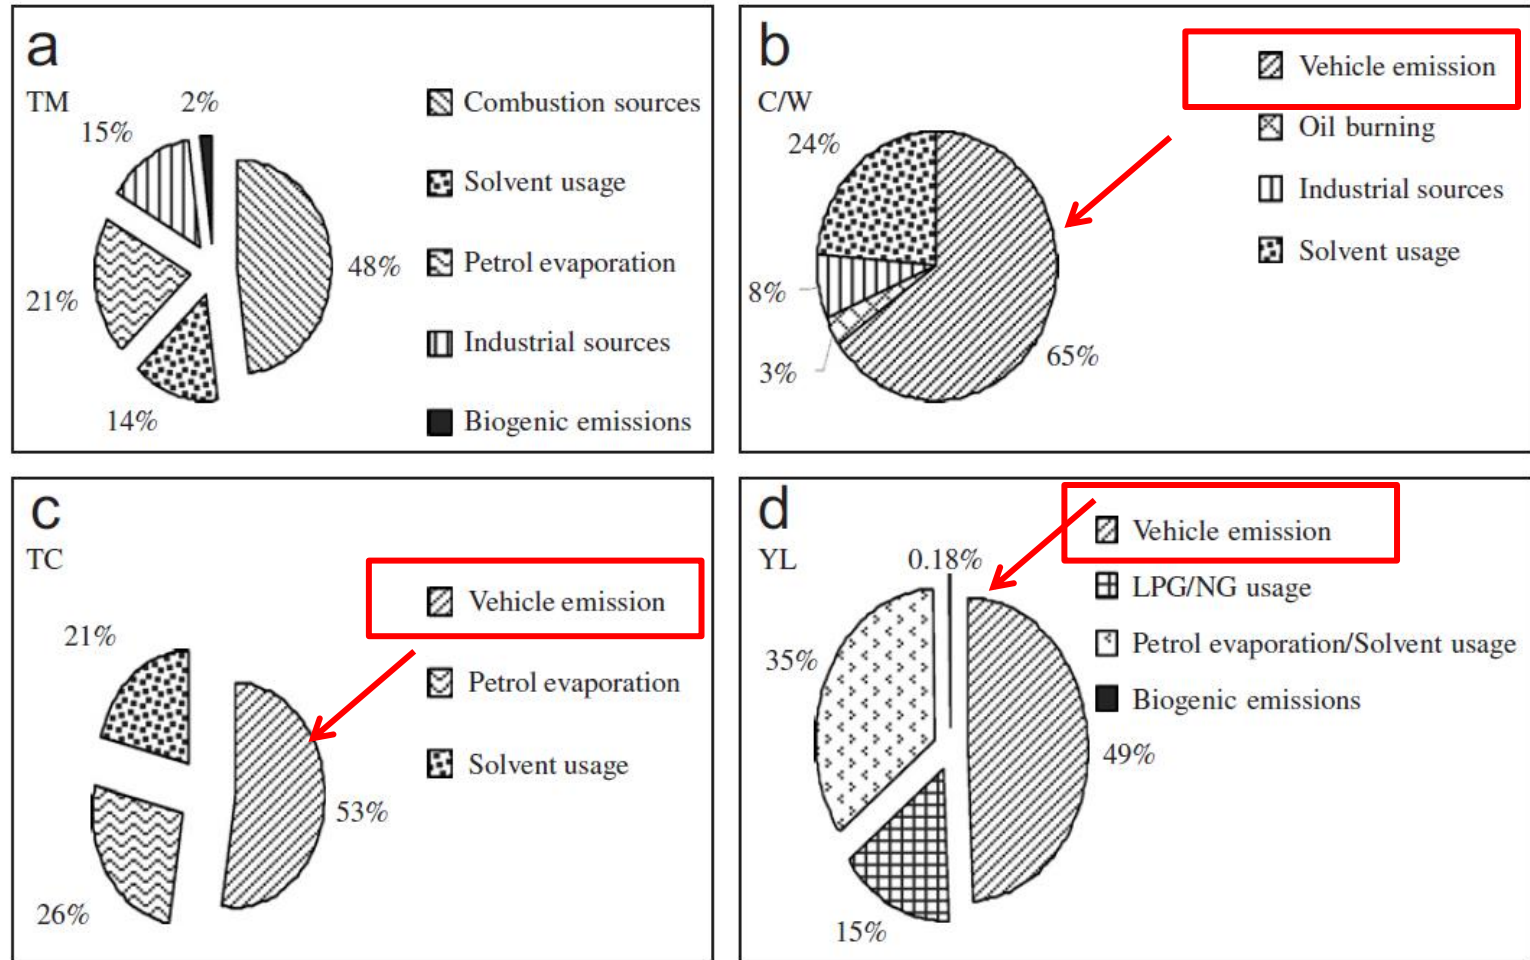 a
TM
2%
15%
21%
14%
48%
Combustion sources
Solvent usage
Petrol evaporation
Industrial sources
Biogenic emissions
b
C/W
24%
8%
3%
65%
Vehicle emission
Oil burning
Industrial sources
Solvent usage
c
TC
21%
26%
53%
Vehicle emission
Petrol evaporation
Solvent usage
d
YL
0.18%
35%
15%
49%
Vehicle emission
LPG/NG usage
Petrol evaporation/Solvent usage
Biogenic emissions